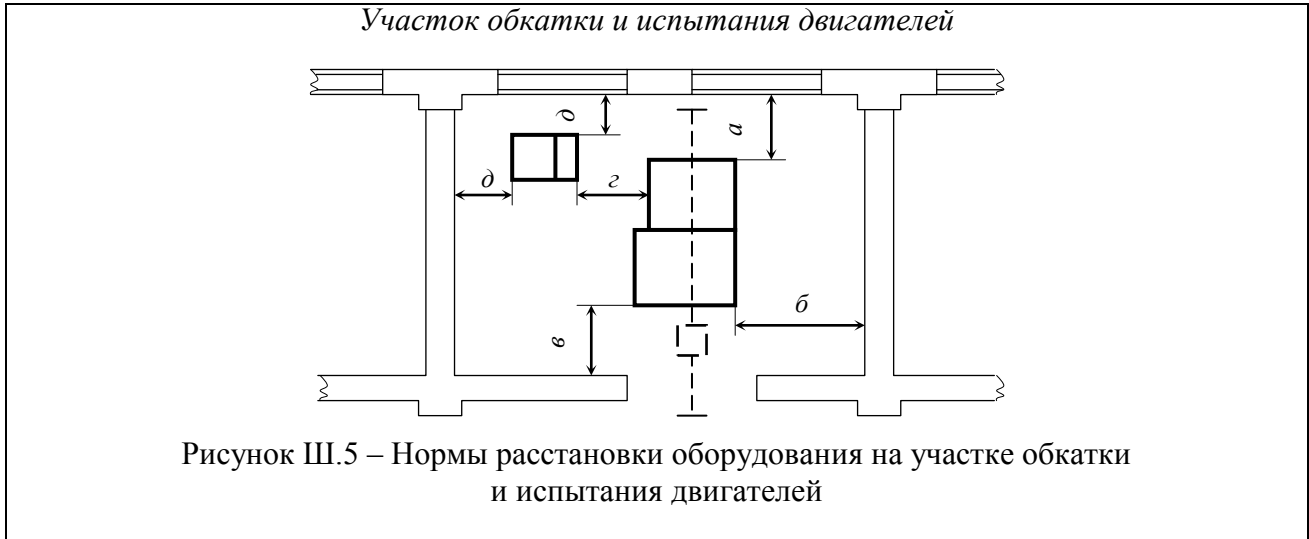 Участок обкатки и испытания двигателей
д
а
д
г
б
в
Рисунок Ш.5 – Нормы расстановки оборудования на участке обкатки
и испытания двигателей